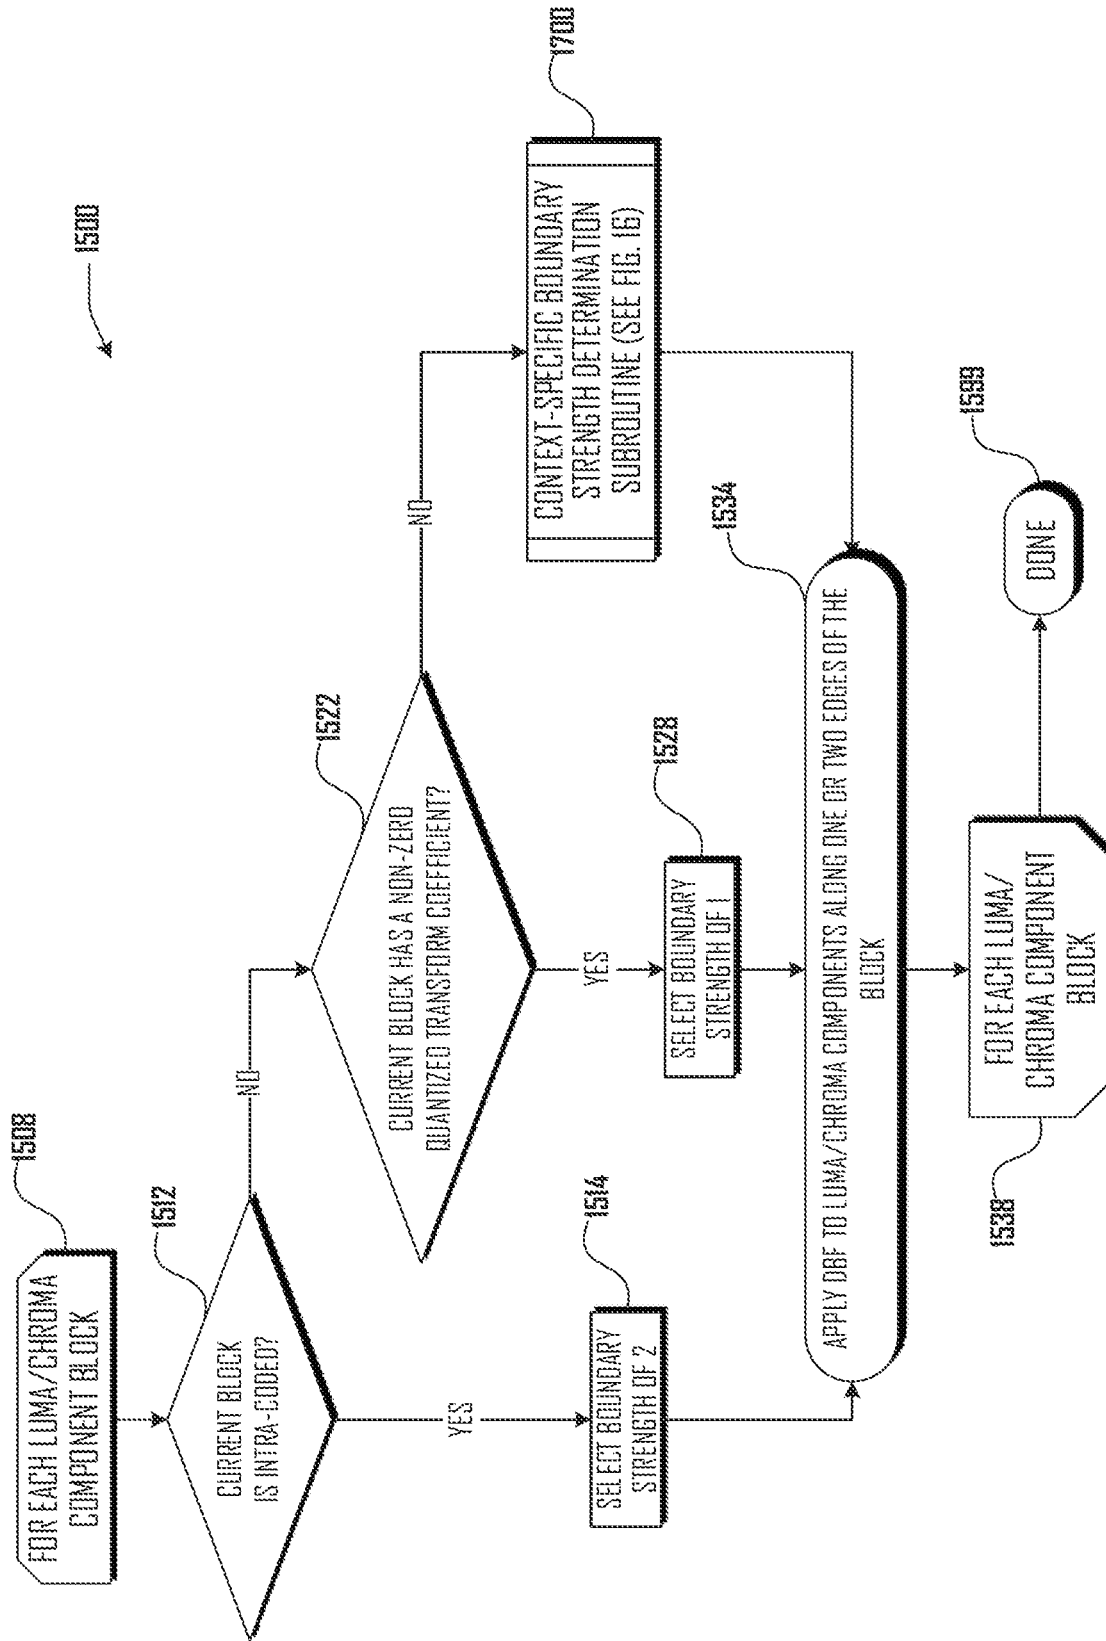 1500
FOR EACH LUMA/CHROMA
COMPONENT BLOCK
1508
CURRENT BLOCK
IS INTRA-CODED?
1512
NO
YES
CURRENT BLOCK HAS A NON-ZERO
QUANTIZED TRANSFORM COEFFICIENT?
1522
NO
YES
SELECT BOUNDARY
STRENGTH OF 2
1514
SELECT BOUNDARY
STRENGTH OF 1
1528
CONTEXT-SPECIFIC BOUNDARY
STRENGTH DETERMINATION
SUBROUTINE (SEE FIG. 16)
1700
APPLY DBF TO LUMA/CHROMA COMPONENTS ALONG ONE OR TWO EDGES OF THE
BLOCK
1534
FOR EACH LUMA/
CHROMA COMPONENT
BLOCK
1538
DONE
1599